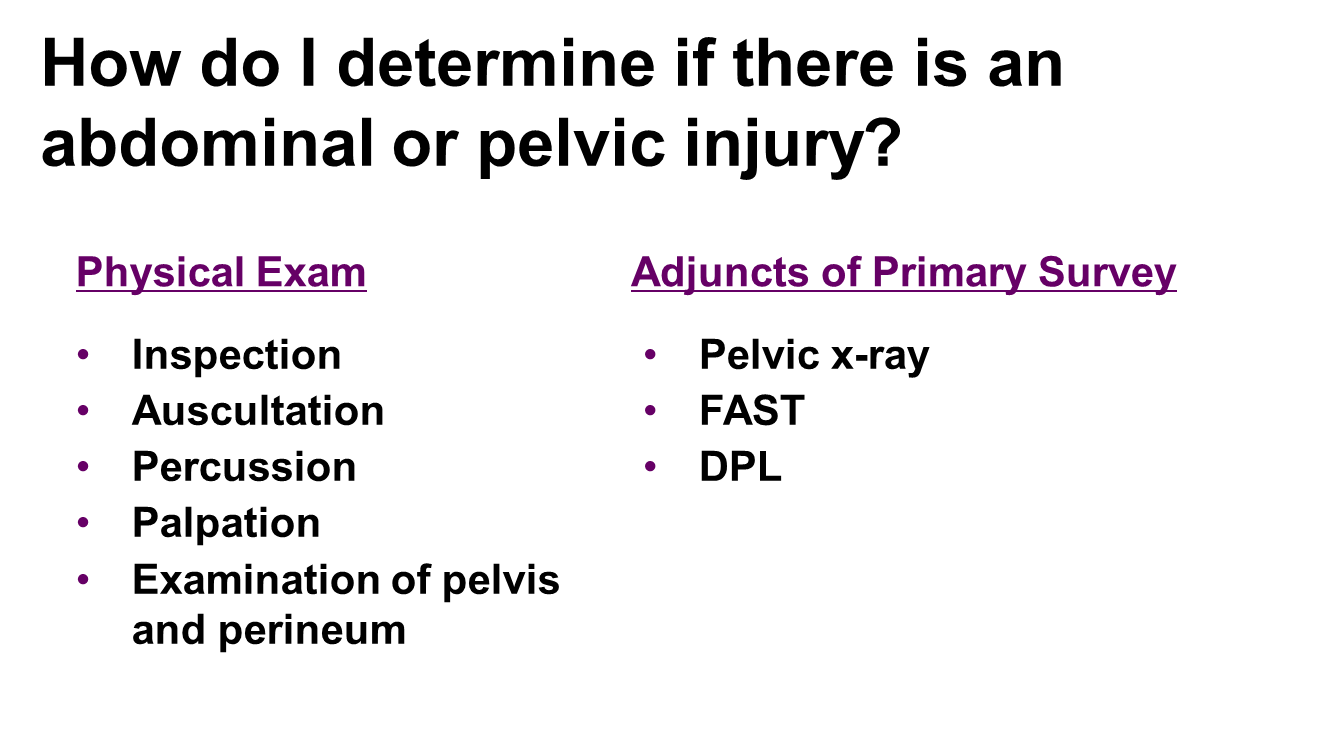 How do I determine if there is an
abdominal or pelvic injury?
Physical Exam
• Inspection
• Auscultation
• Percussion
• Palpation
• Examination of pelvis
and perineum
Adjuncts of Primary Survey
• Pelvic x-ray
• FAST
• DPL